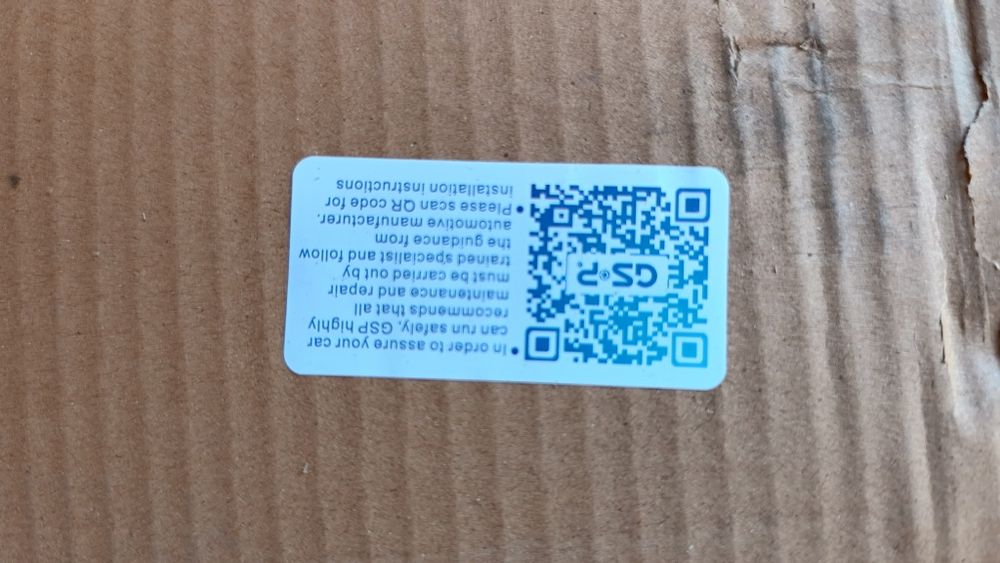 GSP
• In order to assure your car
can run safely, GSP highly
recommends that all
maintenance and repair
must be carried out by
trained specialist and follow
the guidance from
automotive manufacturer.
• Please scan QR code for
installation instructions